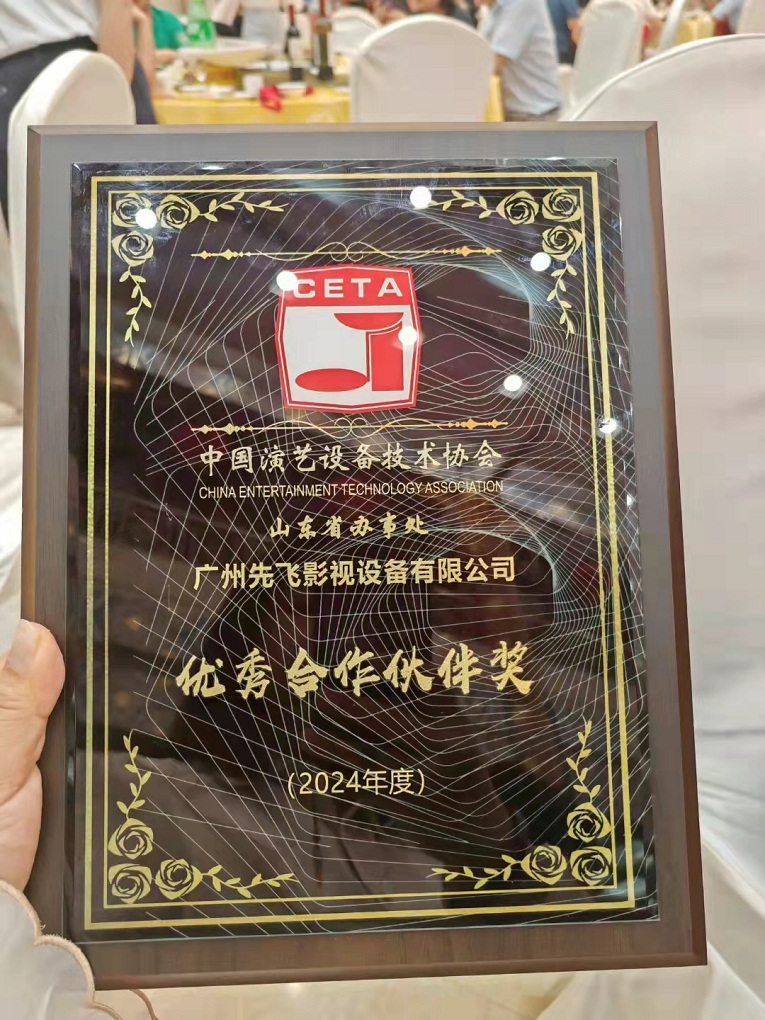 CETA
中国演艺设备技术协会
CHINA ENTERTAINMENT TECHNOLOGY ASSOCIATION
山东省办事处
广州先飞影视设备有限公司
优秀合作伙伴奖
(2024年度)